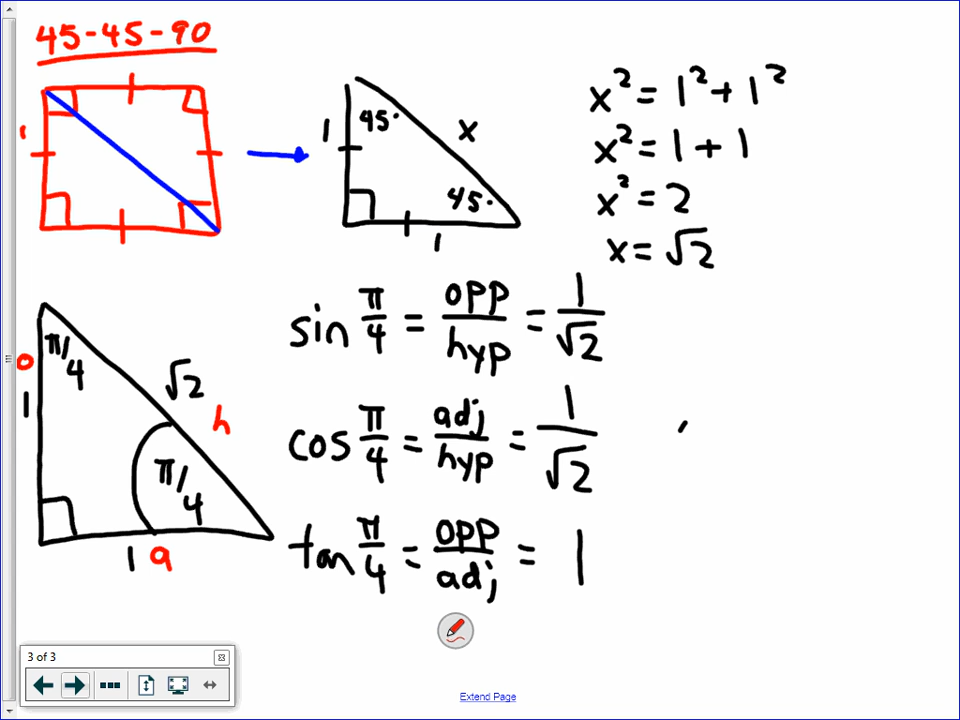 45-45-90
1
1
45°
x
45°
1
x² = 1² + 1²
x² = 1 + 1
x² = 2
x = √2
π/4
o
1
√2
h
π/4
1 a
sin π/4 = opp/hyp = 1/√2
cos π/4 = adj/hyp = 1/√2
tan π/4 = opp/adj = 1
3 of 3
Extend Page